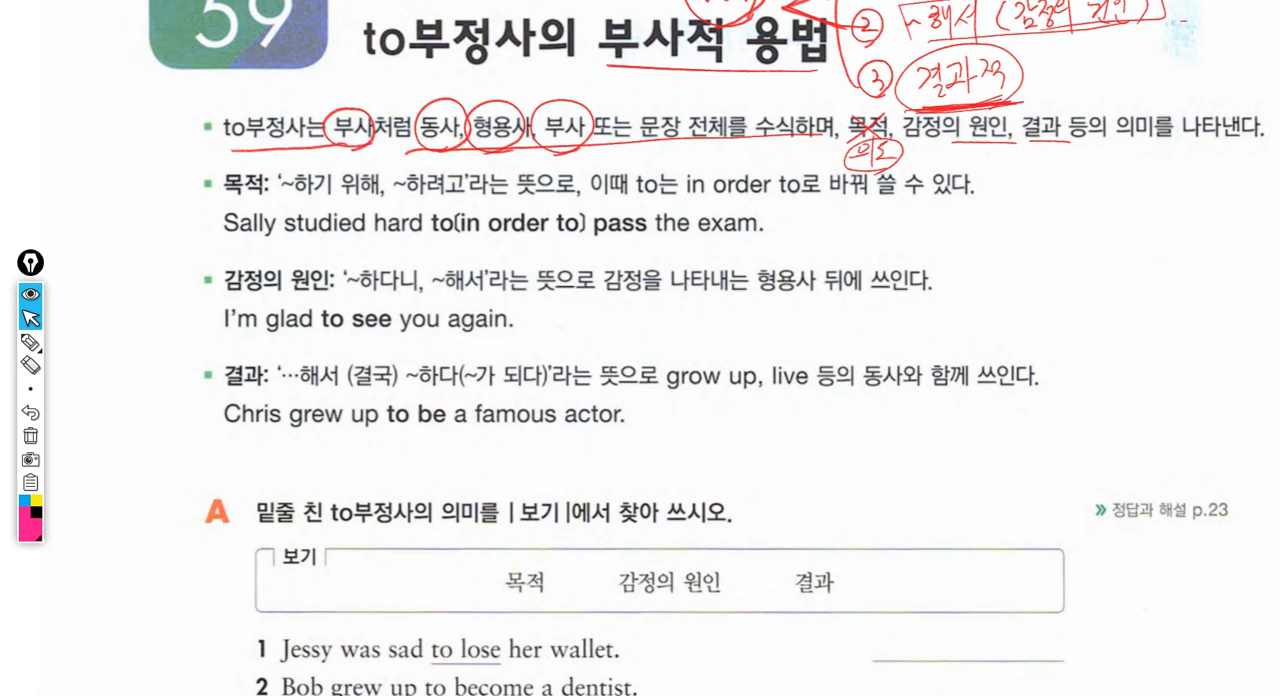 59
to부정사의 부사적 용법
② ~해서 (감정의 원인)
③ 결과적
to부정사는 부사처럼 동사, 형용사, 부사 또는 문장 전체를 수식하며, 목적, 감정의 원인, 결과 등의 의미를 나타낸다.
의도
목적: '~하기 위해, ~하려고'라는 뜻으로, 이때 to는 in order to로 바꿔 쓸 수 있다.
Sally studied hard to(in order to) pass the exam.
감정의 원인: '~하다니, ~해서'라는 뜻으로 감정을 나타내는 형용사 뒤에 쓰인다.
I'm glad to see you again.
결과: '…해서 (결국) ~하다(~가 되다)'라는 뜻으로 grow up, live 등의 동사와 함께 쓰인다.
Chris grew up to be a famous actor.
A 밑줄 친 to부정사의 의미를 |보기|에서 찾아 쓰시오.
» 정답과 해설 p.23
보기
목적 감정의 원인 결과
1 Jessy was sad to lose her wallet.
2 Bob grew up to become a dentist.